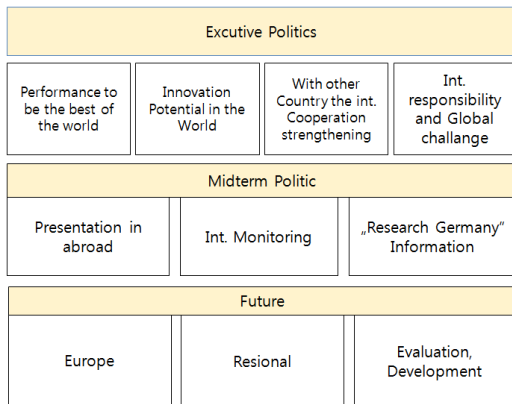 Excutive Politics
Performance to
be the best of
the world
Innovation
Potential in the
World
With other
Country the int.
Cooperation
strengthening
Int.
responsibility
and Global
challange
Midterm Politic
Presentation in
abroad
Int. Monitoring
„Research Germany“
Information
Future
Europe
Resional
Evaluation,
Development